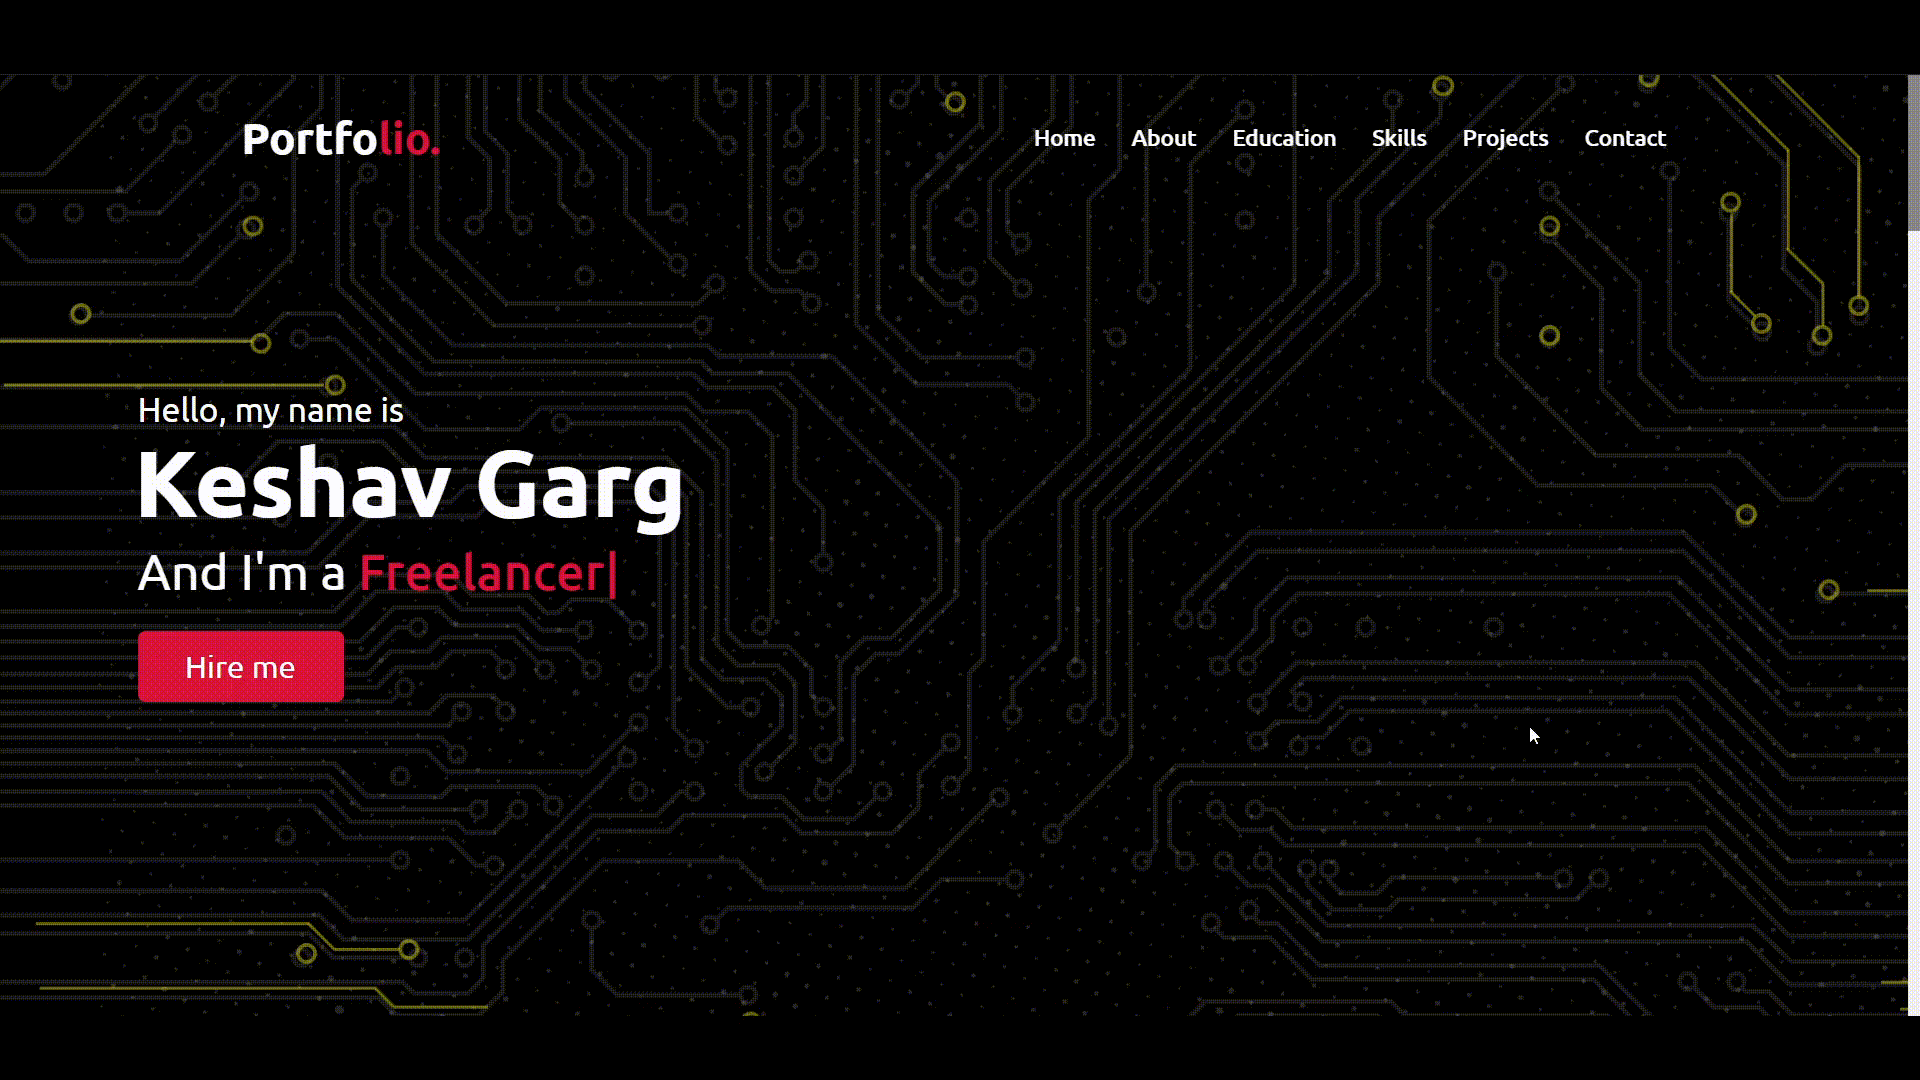 Portfolio.
Home About Education Skills Projects Contact
Hello, my name is
Keshav Garg
And I'm a Freelancer|
Hire me